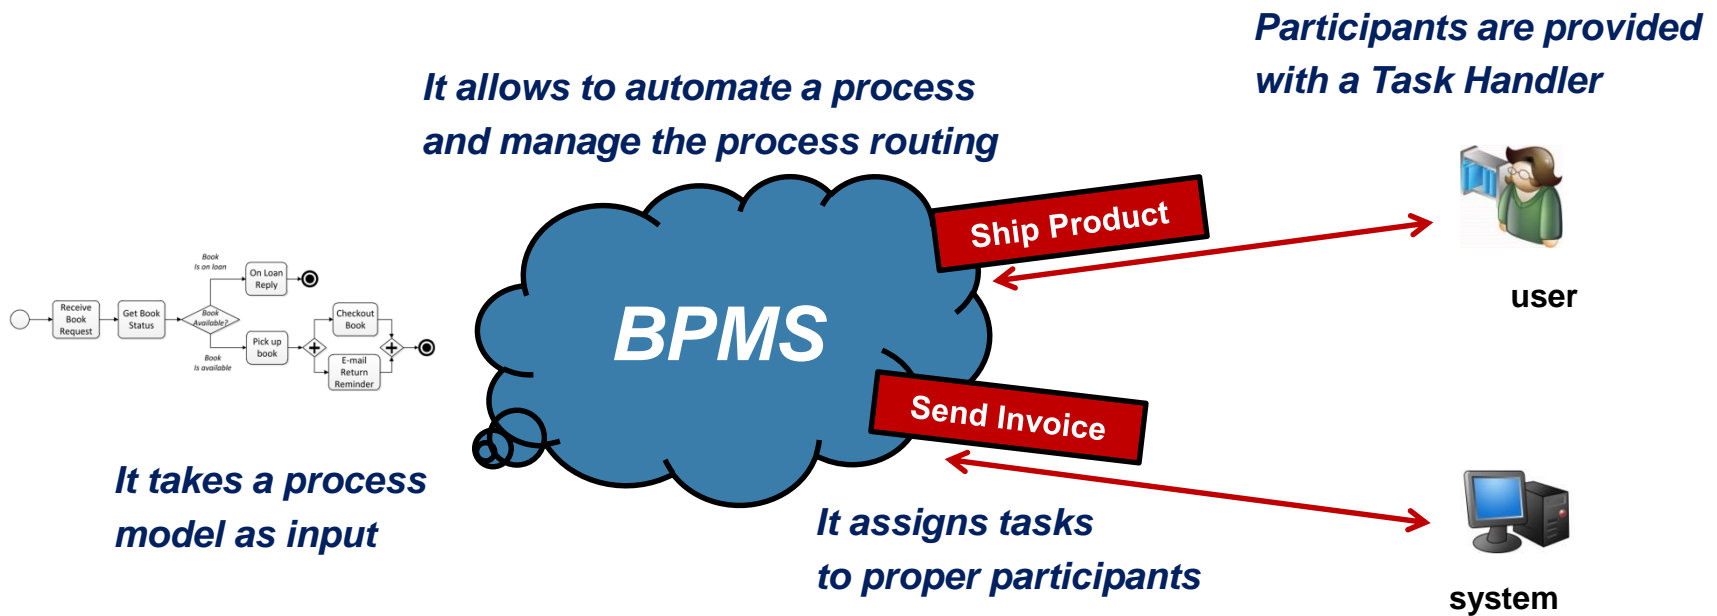 Participants are provided
with a Task Handler
It allows to automate a process
and manage the process routing
Ship Product
user
Book
Is on loan
On Loan
Reply
Receive
Book
Request
Get Book
Status
Book
Available?
Checkout
Book
Pick up
book
Book
Is available
E-mail
Return
Reminder
BPMS
Send Invoice
It takes a process
model as input
It assigns tasks
to proper participants
system